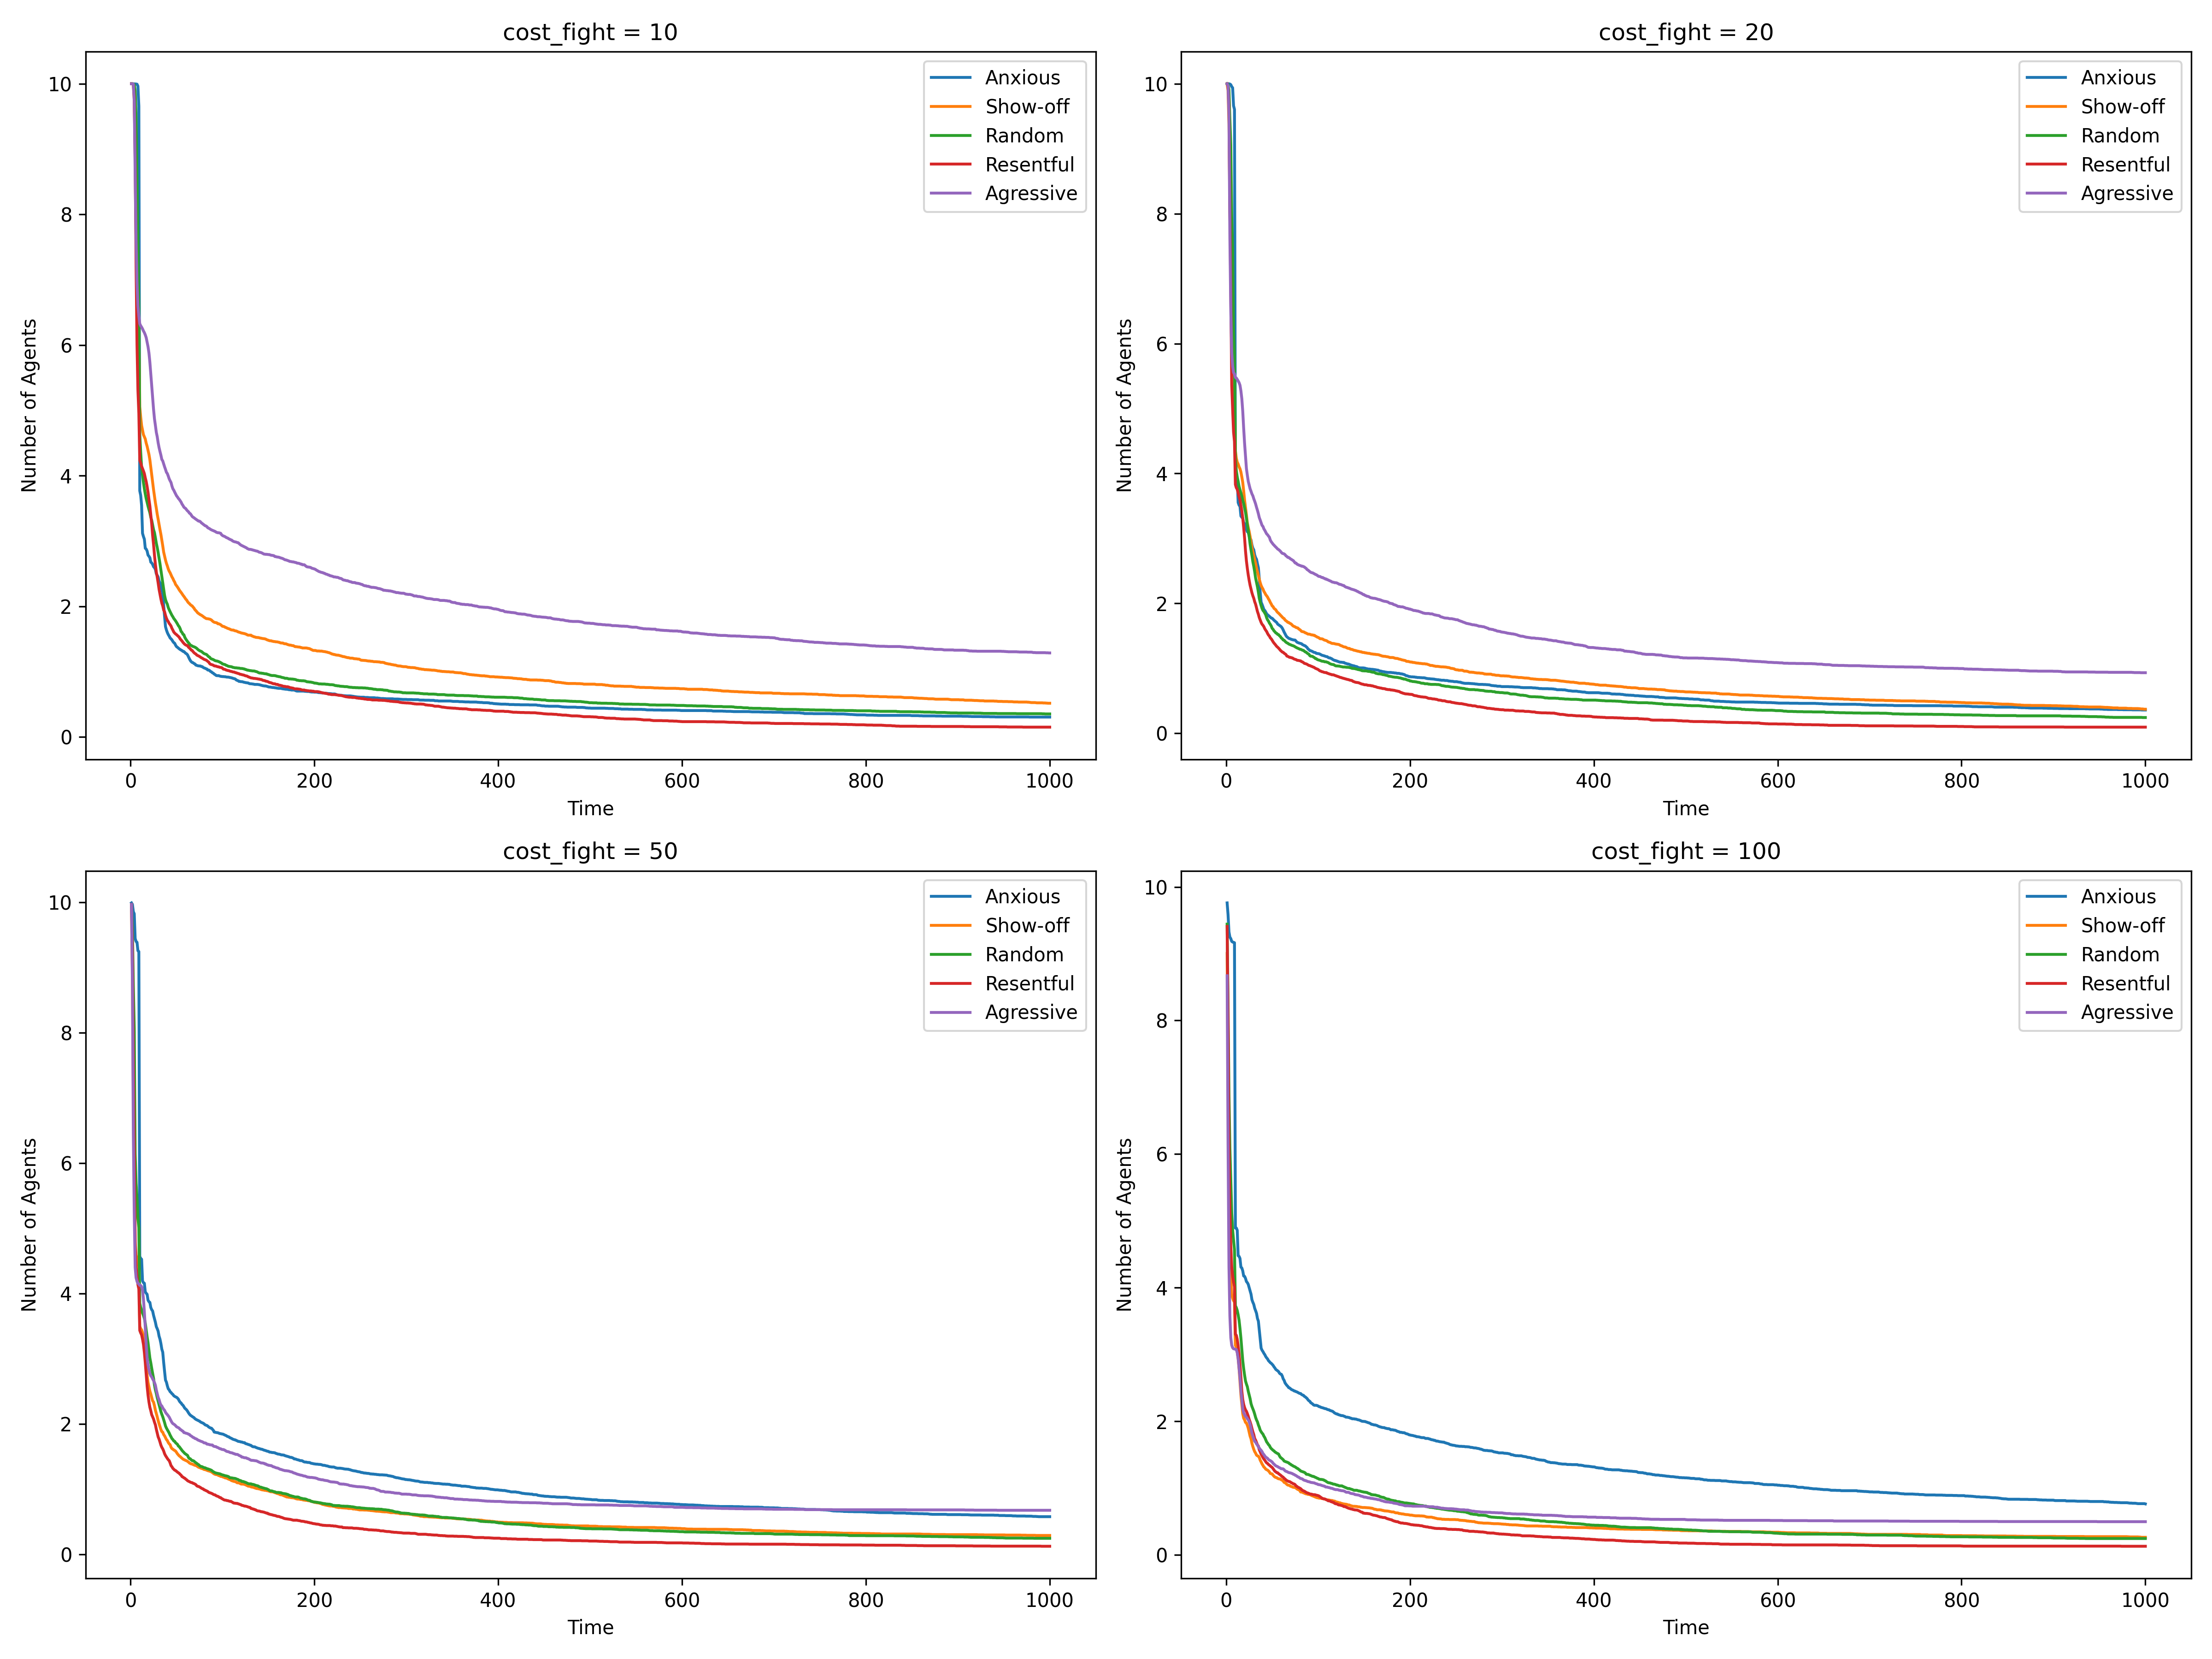 cost_fight = 10
Number of Agents
10
8
6
4
2
0
Anxious
Show-off
Random
Resentful
Agressive
0 200 400 600 800 1000
Time
cost_fight = 20
Number of Agents
10
8
6
4
2
0
Anxious
Show-off
Random
Resentful
Agressive
0 200 400 600 800 1000
Time
cost_fight = 50
Number of Agents
10
8
6
4
2
0
Anxious
Show-off
Random
Resentful
Agressive
0 200 400 600 800 1000
Time
cost_fight = 100
Number of Agents
10
8
6
4
2
0
Anxious
Show-off
Random
Resentful
Agressive
0 200 400 600 800 1000
Time